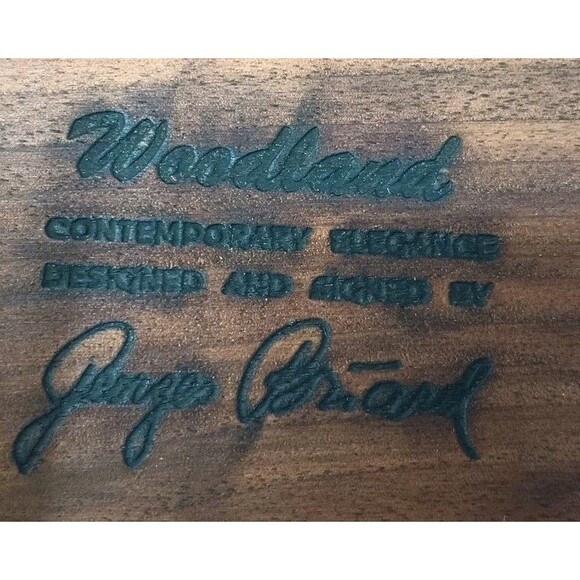 Woodland
CONTEMPORARY ELEGANCE
DESIGNED AND SIGNED BY
Georges Briard